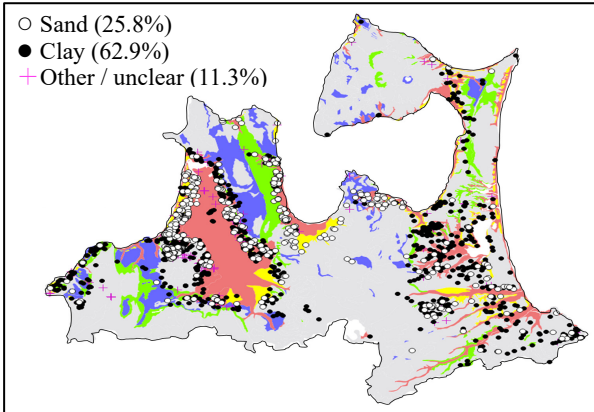 Sand (25.8%)
Clay (62.9%)
Other / unclear (11.3%)